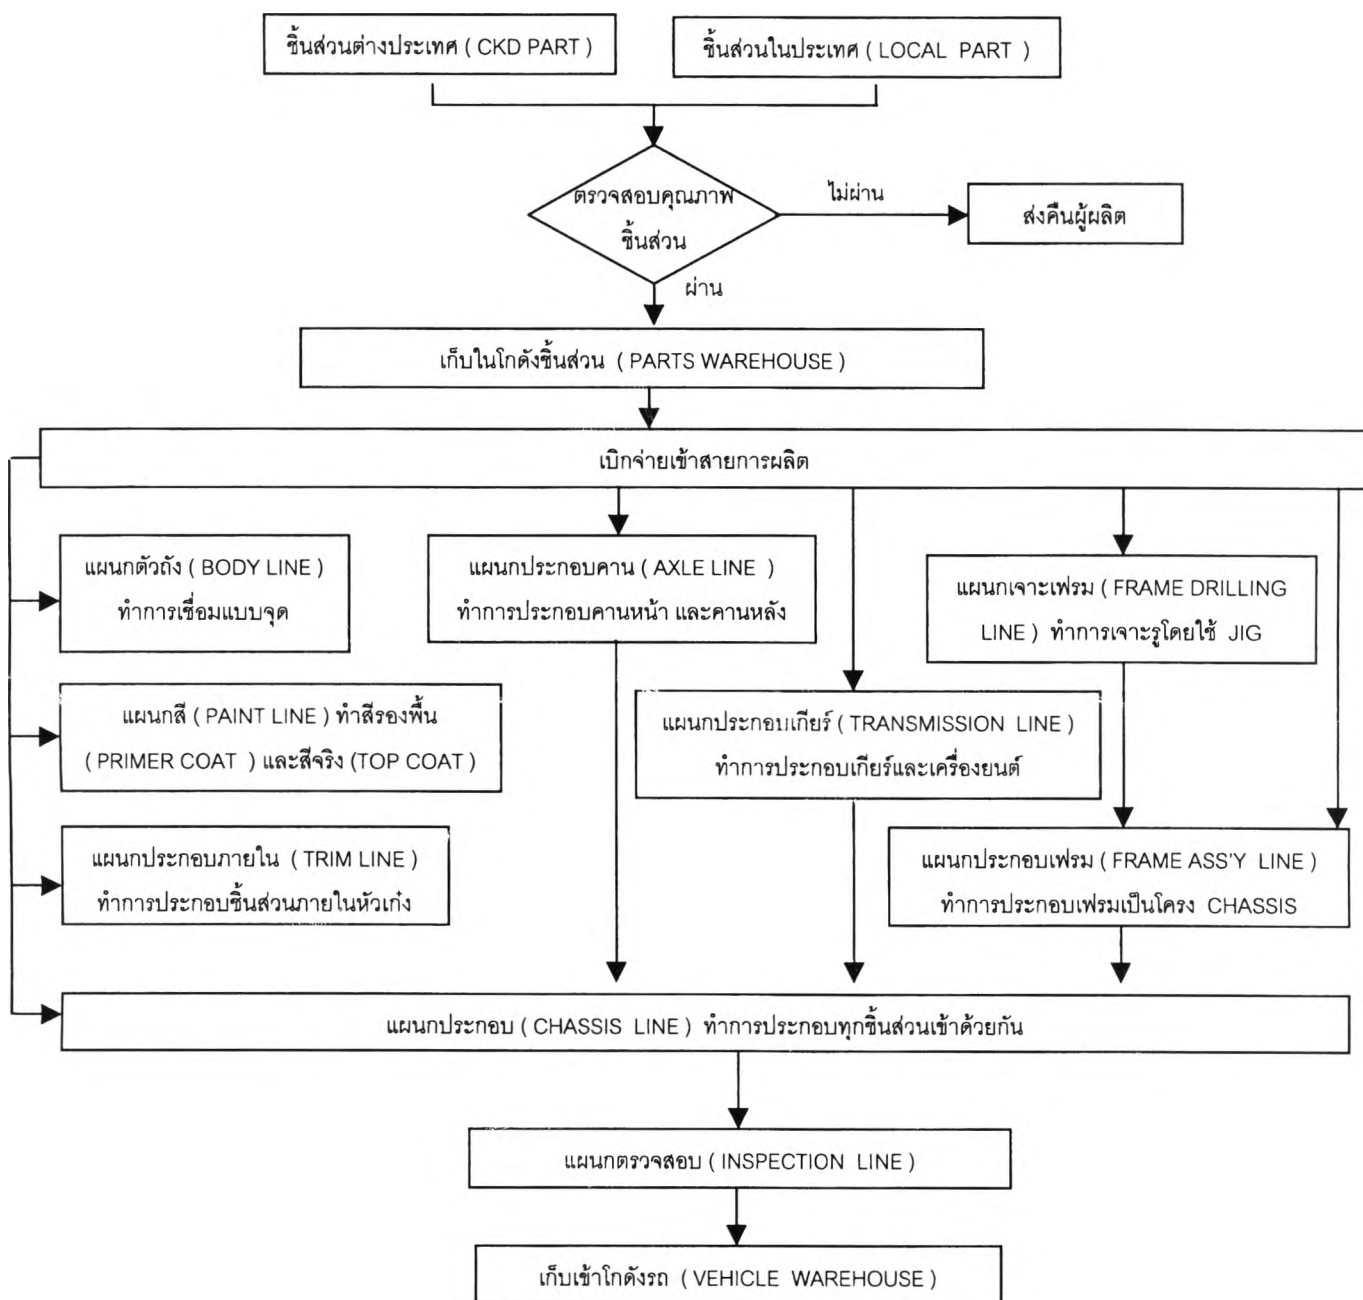 ชิ้นส่วนต่างประเทศ ( CKD PART )
ชิ้นส่วนในประเทศ ( LOCAL PART )
ตรวจสอบคุณภาพ
ชิ้นส่วน
ไม่ผ่าน
ส่งคืนผู้ผลิต
ผ่าน
เก็บในโกดังชิ้นส่วน ( PARTS WAREHOUSE )
เบิกจ่ายเข้าสายการผลิต
แผนกตัวถัง ( BODY LINE )
ทำการเชื่อมแบบจุด
แผนกประกอบคาน ( AXLE LINE )
ทำการประกอบคานหน้า และคานหลัง
แผนกเจาะเฟรม ( FRAME DRILLING
LINE ) ทำการเจาะรูโดยใช้ JIG
แผนกสี ( PAINT LINE ) ทำสีรองพื้น
( PRIMER COAT ) และสีจริง (TOP COAT )
แผนกประกอบเกียร์ ( TRANSMISSION LINE )
ทำการประกอบเกียร์และเครื่องยนต์
แผนกประกอบภายใน ( TRIM LINE )
ทำการประกอบชิ้นส่วนภายในหัวเก๋ง
แผนกประกอบเฟรม ( FRAME ASS'Y LINE )
ทำการประกอบเฟรมเป็นโครง CHASSIS
แผนกประกอบ ( CHASSIS LINE ) ทำการประกอบทุกชิ้นส่วนเข้าด้วยกัน
แผนกตรวจสอบ ( INSPECTION LINE )
เก็บเข้าโกดังรถ ( VEHICLE WAREHOUSE )